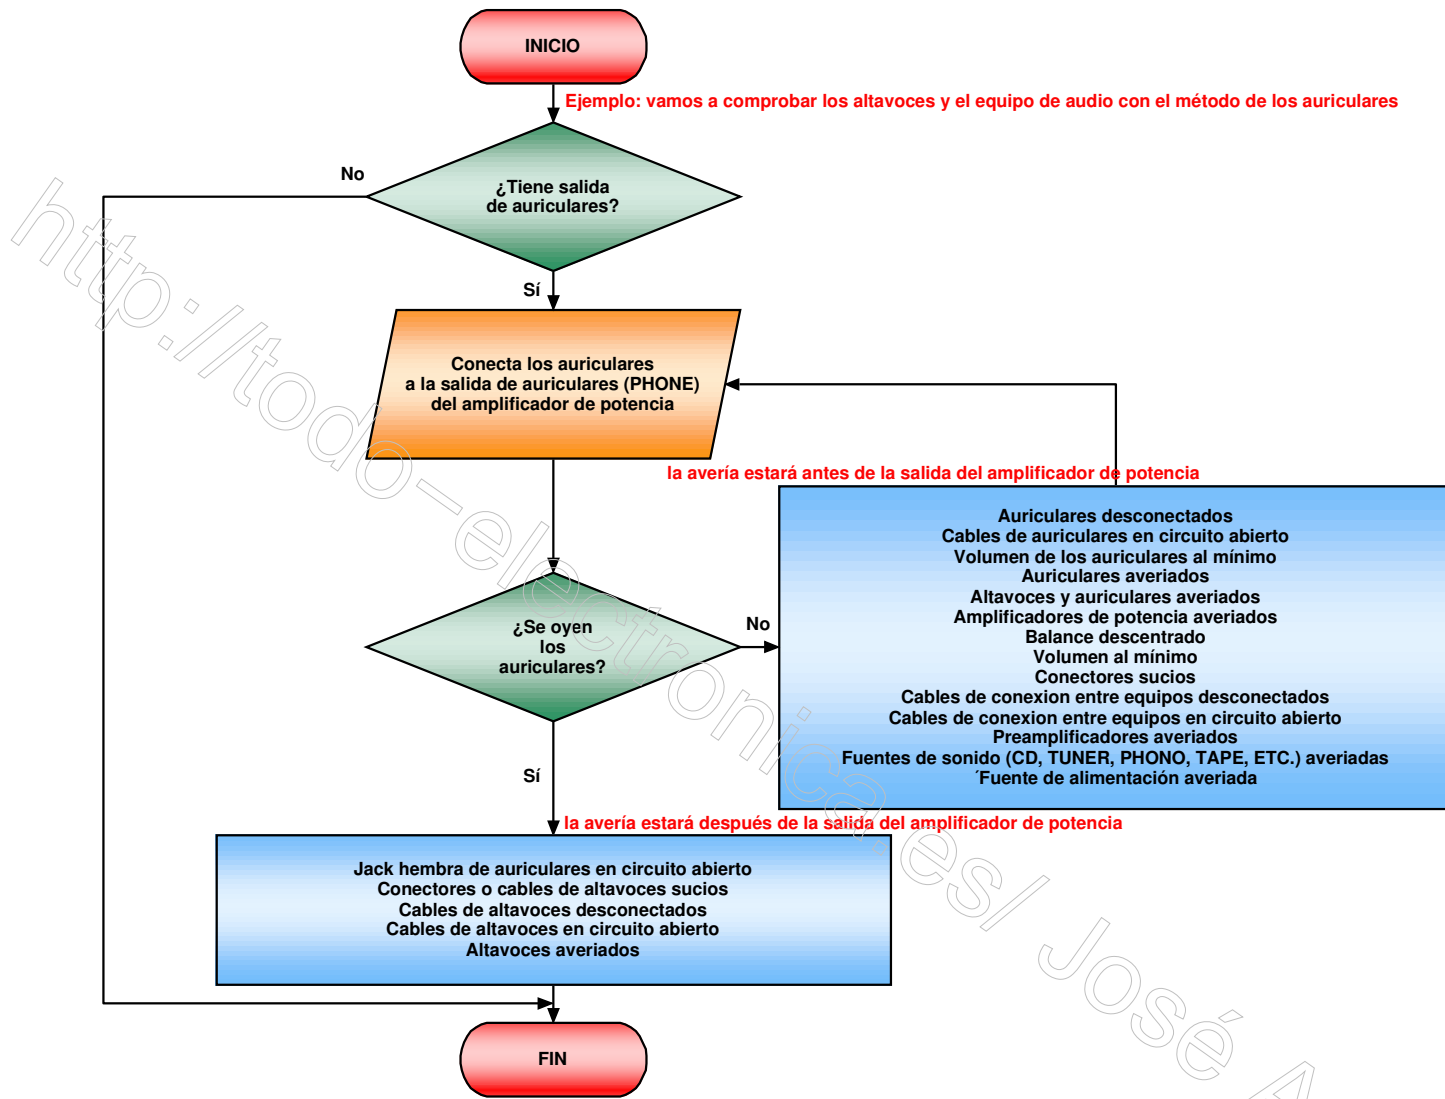 INICIO
Ejemplo: vamos a comprobar los altavoces y el equipo de audio con el método de los auriculares
No
¿Tiene salida
de auriculares?
Sí
Conecta los auriculares
a la salida de auriculares (PHONE)
del amplificador de potencia
la avería estará antes de la salida del amplificador de potencia
Auriculares desconectados
Cables de auriculares en circuito abierto
Volumen de los auriculares al mínimo
Auriculares averiados
Altavoces y auriculares averiados
Amplificadores de potencia averiados
Balance descentrado
Volumen al mínimo
Conectores sucios
Cables de conexion entre equipos desconectados
Cables de conexion entre equipos en circuito abierto
Preamplificadores averiados
Fuentes de sonido (CD, TUNER, PHONO, TAPE, ETC.) averiadas
´Fuente de alimentación averiada
¿Se oyen
los
auriculares?
No
Sí
la avería estará después de la salida del amplificador de potencia
Jack hembra de auriculares en circuito abierto
Conectores o cables de altavoces sucios
Cables de altavoces desconectados
Cables de altavoces en circuito abierto
Altavoces averiados
FIN
http://todo-electronica.es/ José A